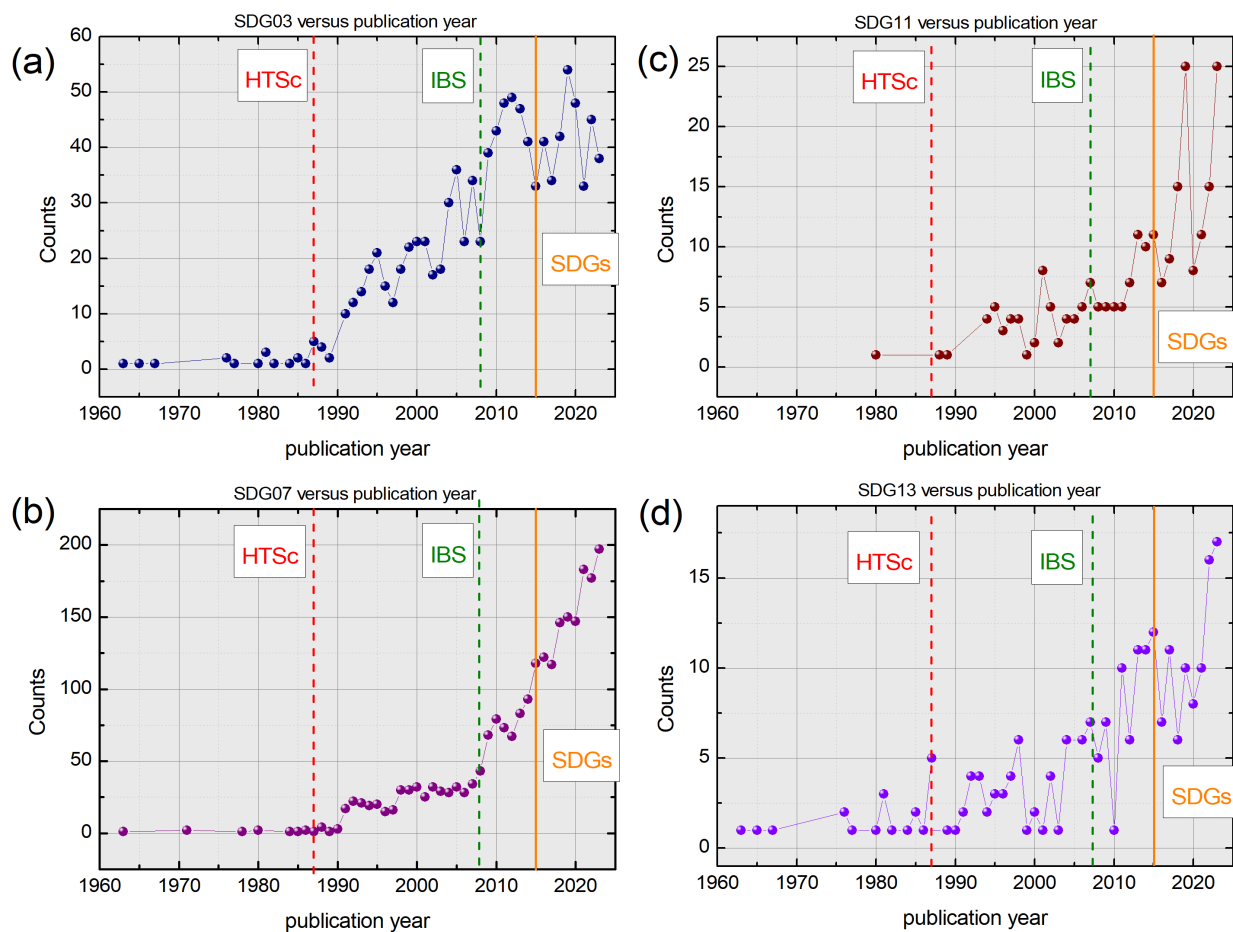 (a)
SDG03 versus publication year
60
50
40
30
20
10
0
Counts
HTSc
IBS
SDGs
1960 1970 1980 1990 2000 2010 2020
publication year
(c)
SDG11 versus publication year
25
20
15
10
5
0
Counts
HTSc
IBS
SDGs
1960 1970 1980 1990 2000 2010 2020
publication year
(b)
SDG07 versus publication year
200
150
100
50
0
Counts
HTSc
IBS
SDGs
1960 1970 1980 1990 2000 2010 2020
publication year
(d)
SDG13 versus publication year
15
10
5
0
Counts
HTSc
IBS
SDGs
1960 1970 1980 1990 2000 2010 2020
publication year